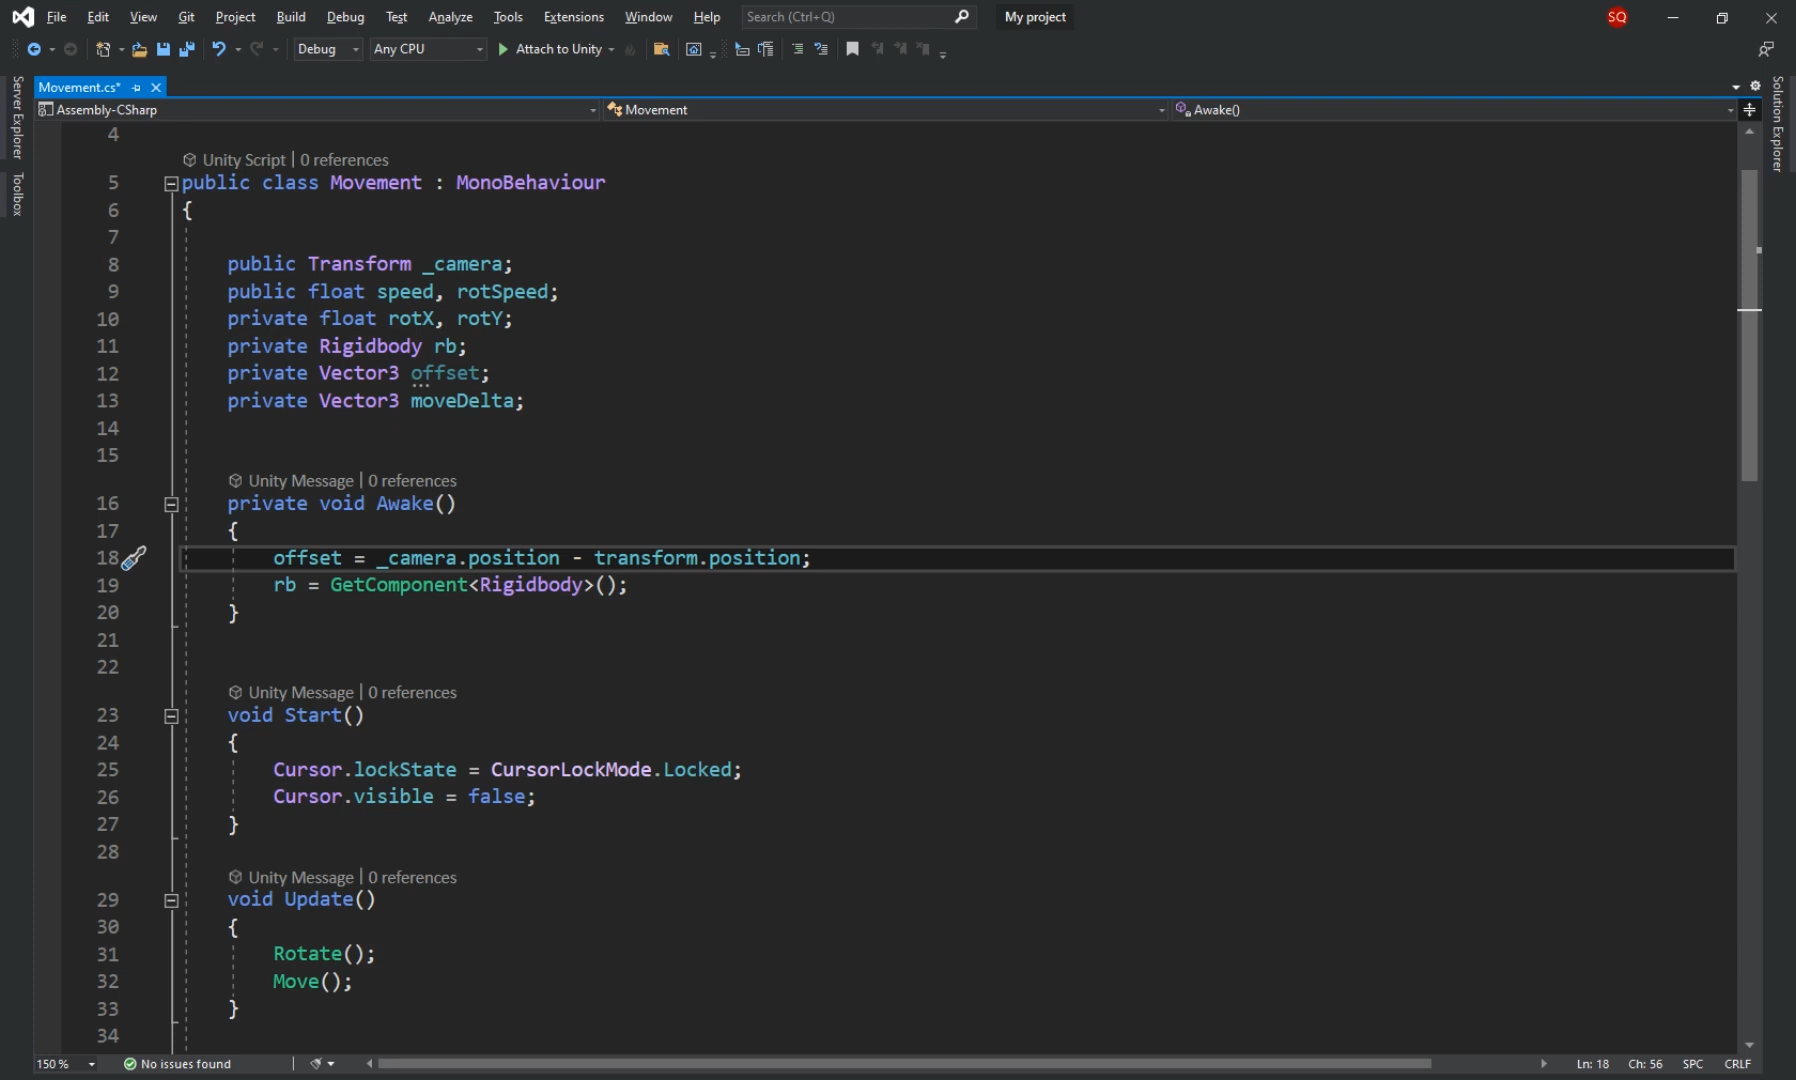 File Edit View Git Project Build Debug Test Analyze Tools Extensions Window Help Search (Ctrl+Q) My project SQ
Debug Any CPU Attach to Unity
Server Explorer
Toolbox
Solution Explorer
Movement.cs*
Assembly-CSharp Movement Awake()
4
Unity Script | 0 references
5 public class Movement : MonoBehaviour
6 {
7
8 public Transform _camera;
9 public float speed, rotSpeed;
10 private float rotX, rotY;
11 private Rigidbody rb;
12 private Vector3 offset;
13 private Vector3 moveDelta;
14
15
Unity Message | 0 references
16 private void Awake()
17 {
18 offset = _camera.position - transform.position;
19 rb = GetComponent<Rigidbody>();
20 }
21
22
Unity Message | 0 references
23 void Start()
24 {
25 Cursor.lockState = CursorLockMode.Locked;
26 Cursor.visible = false;
27 }
28
Unity Message | 0 references
29 void Update()
30 {
31 Rotate();
32 Move();
33 }
34
150 % No issues found Ln: 18 Ch: 56 SPC CRLF